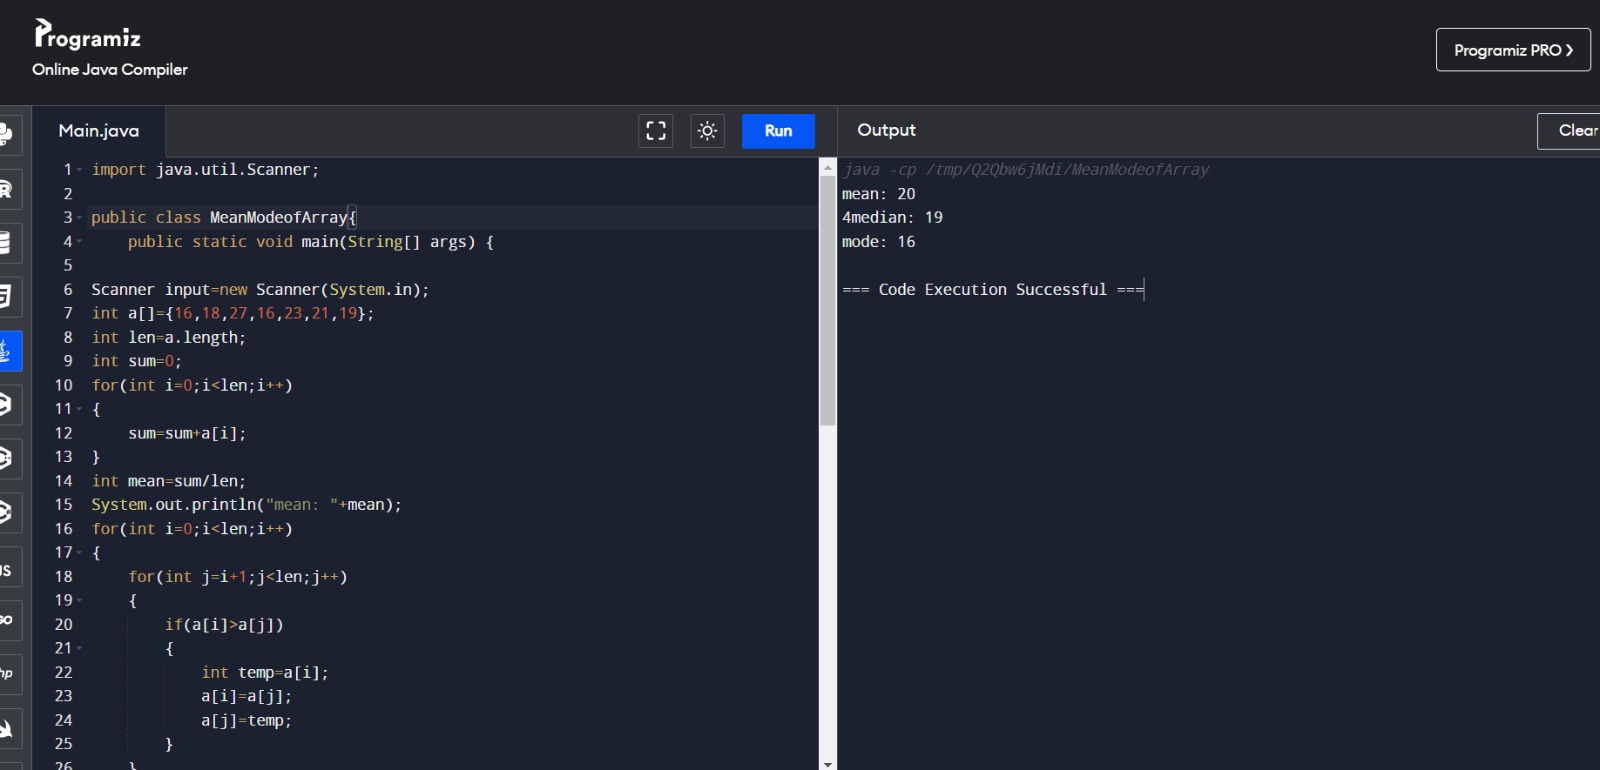 Programiz
Online Java Compiler
Programiz PRO
Main.java
Run
Output
Clear
1 import java.util.Scanner;
2
3 public class MeanModeofArray{
4 public static void main(String[] args) {
5
6 Scanner input=new Scanner(System.in);
7 int a[]={16,18,27,16,23,21,19};
8 int len=a.length;
9 int sum=0;
10 for(int i=0;i<len;i++)
11 {
12 sum=sum+a[i];
13 }
14 int mean=sum/len;
15 System.out.println("mean: "+mean);
16 for(int i=0;i<len;i++)
17 {
18 for(int j=i+1;j<len;j++)
19 {
20 if(a[i]>a[j])
21 {
22 int temp=a[i];
23 a[i]=a[j];
24 a[j]=temp;
25 }
26 }
java -cp /tmp/Q2Qbw6jMdi/MeanModeofArray
mean: 20
4median: 19
mode: 16
=== Code Execution Successful ===